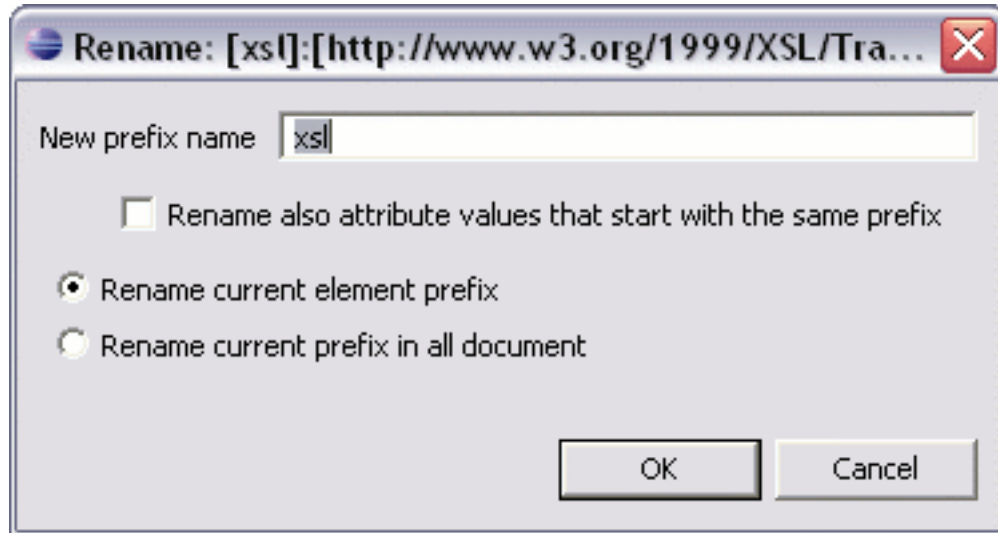 Rename: [xsl]:[http://www.w3.org/1999/XSL/Tra...
New prefix name xsl
Rename also attribute values that start with the same prefix
Rename current element prefix
Rename current prefix in all document
OK Cancel